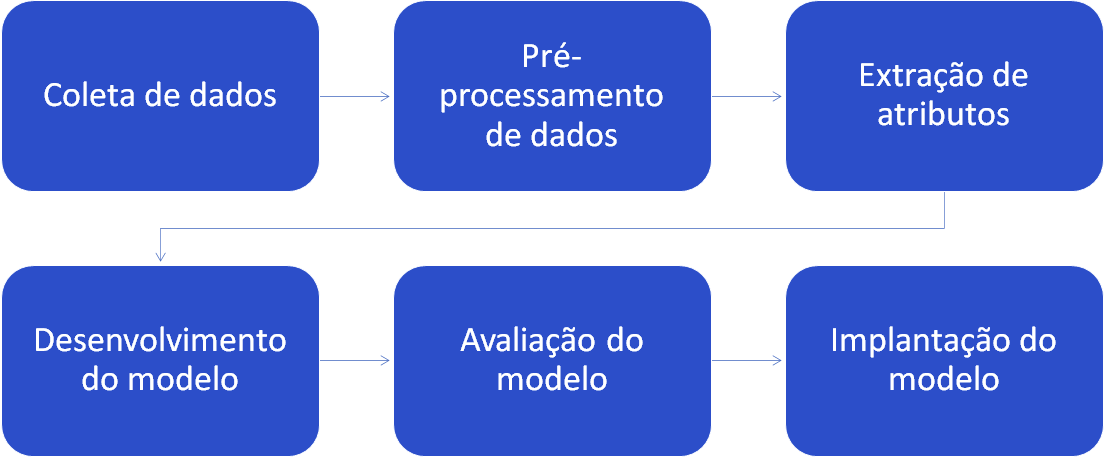 Coleta de dados
Pré-
processamento
de dados
Extração de
atributos
Desenvolvimento
do modelo
Avaliação do
modelo
Implantação do
modelo